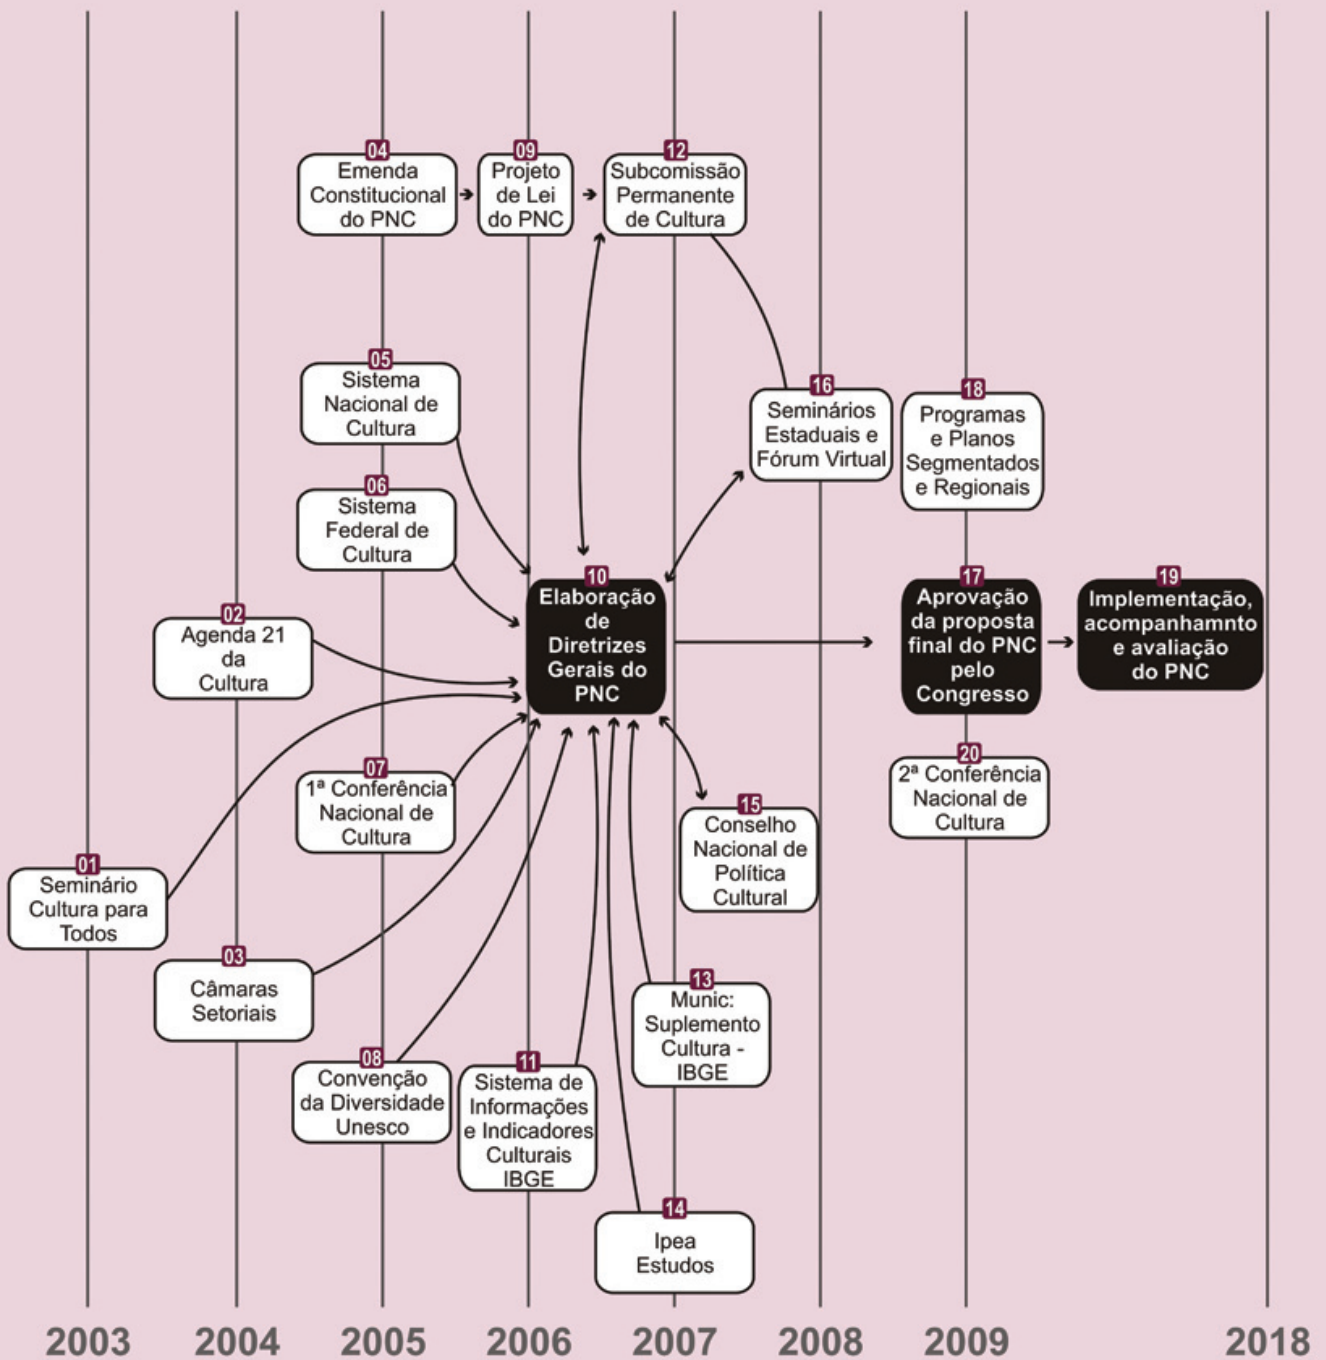 04
Emenda
Constitucional
do PNC
09
Projeto
de Lei
do PNC
12
Subcomissão
Permanente
de Cultura
05
Sistema
Nacional de
Cultura
16
Seminários
Estaduais e
Fórum Virtual
18
Programas
e Planos
Segmentados
e Regionais
06
Sistema
Federal de
Cultura
10
Elaboração
de
Diretrizes
Gerais do
PNC
17
Aprovação
da proposta
final do PNC
pelo
Congresso
19
Implementação,
acompanhamnto
e avaliação
do PNC
02
Agenda 21
da
Cultura
07
1ª Conferência
Nacional de
Cultura
20
2ª Conferência
Nacional de
Cultura
15
Conselho
Nacional de
Política
Cultural
01
Seminário
Cultura para
Todos
03
Câmaras
Setoriais
13
Munic:
Suplemento
Cultura -
IBGE
08
Convenção
da Diversidade
Unesco
11
Sistema de
Informações
e Indicadores
Culturais
IBGE
14
Ipea
Estudos
2003 2004 2005 2006 2007 2008 2009 2018